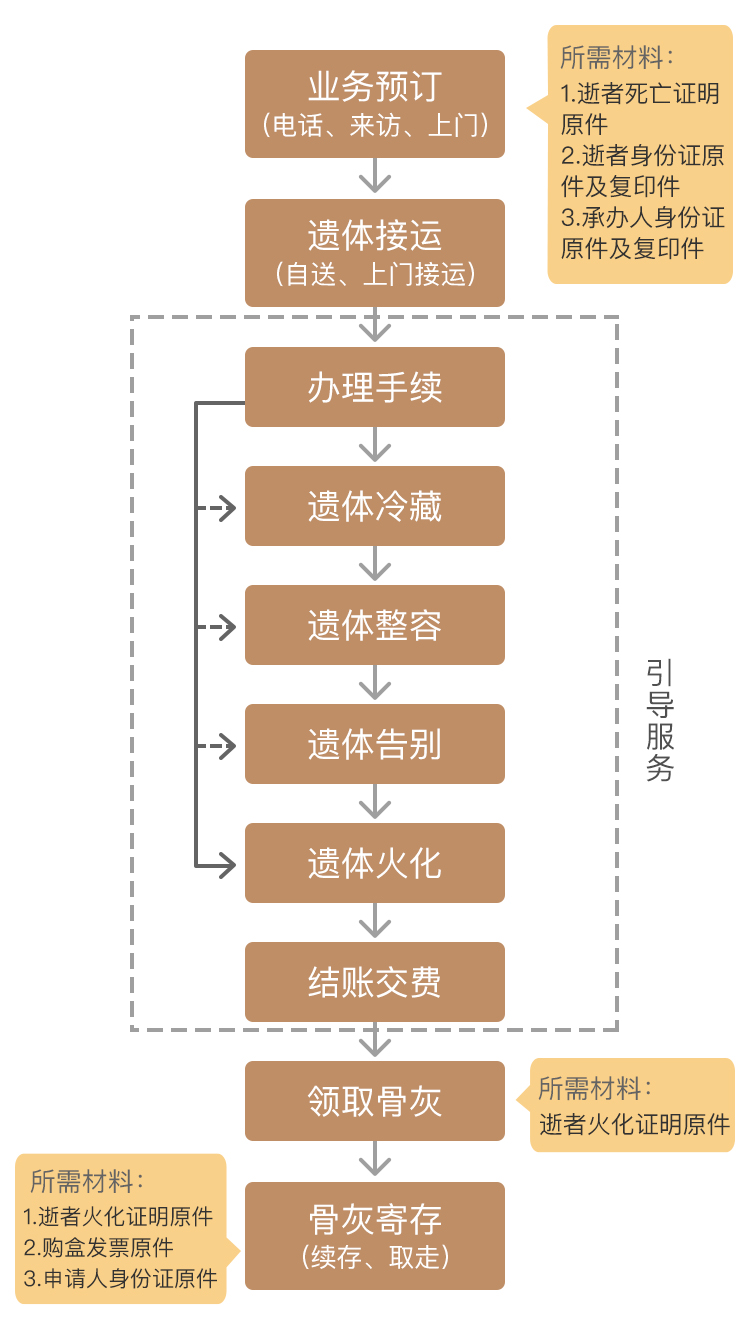 业务预订
(电话、来访、上门)
所需材料：
1.逝者死亡证明
原件
2.逝者身份证原
件及复印件
3.承办人身份证
原件及复印件
遗体接运
(自送、上门接运)
办理手续
遗体冷藏
遗体整容
遗体告别
遗体火化
结账交费
引导服务
领取骨灰
所需材料：
逝者火化证明原件
骨灰寄存
(续存、取走)
所需材料：
1.逝者火化证明原件
2.购盒发票原件
3.申请人身份证原件